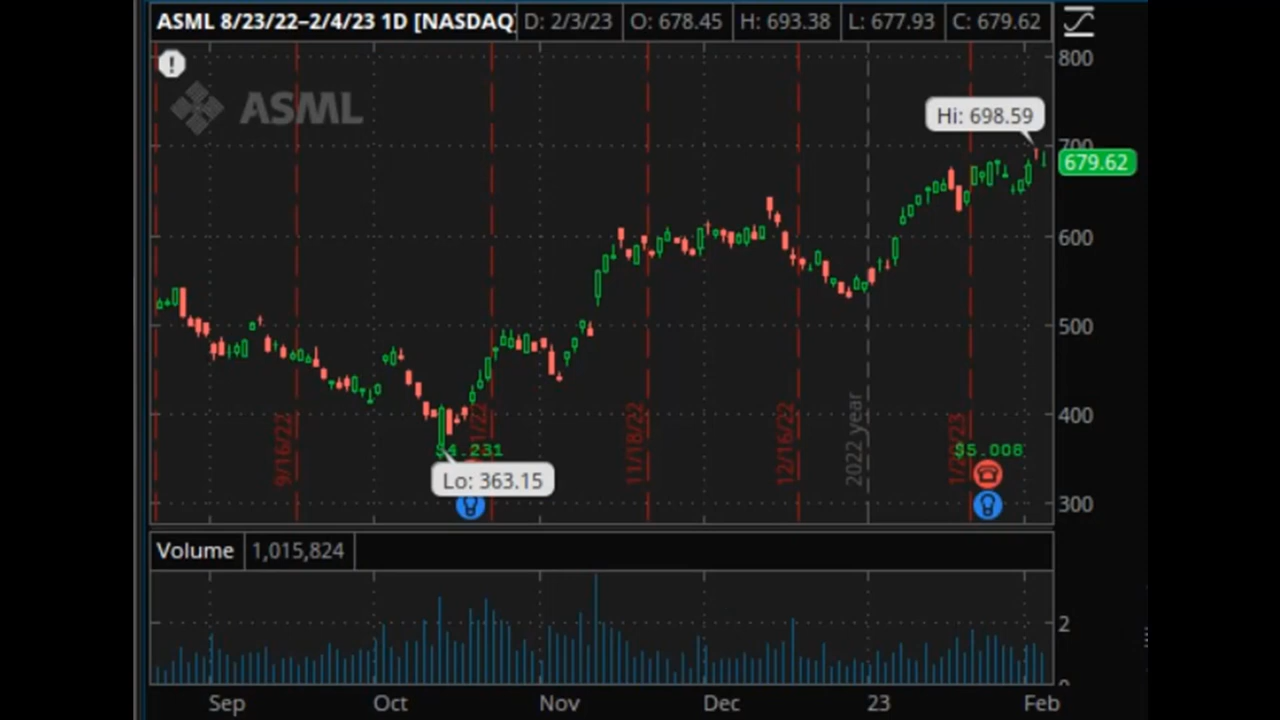 ASML 8/23/22–2/4/23 1D [NASDAQ] D: 2/3/23 O: 678.45 H: 693.38 L: 677.93 C: 679.62
800
ASML
Hi: 698.59
700
679.62
600
500
400
9/16/22
11/18/22
12/16/22
2022 year
$4.231
$5.008
Lo: 363.15
300
Volume 1,015,824
2
Sep Oct Nov Dec 23 Feb